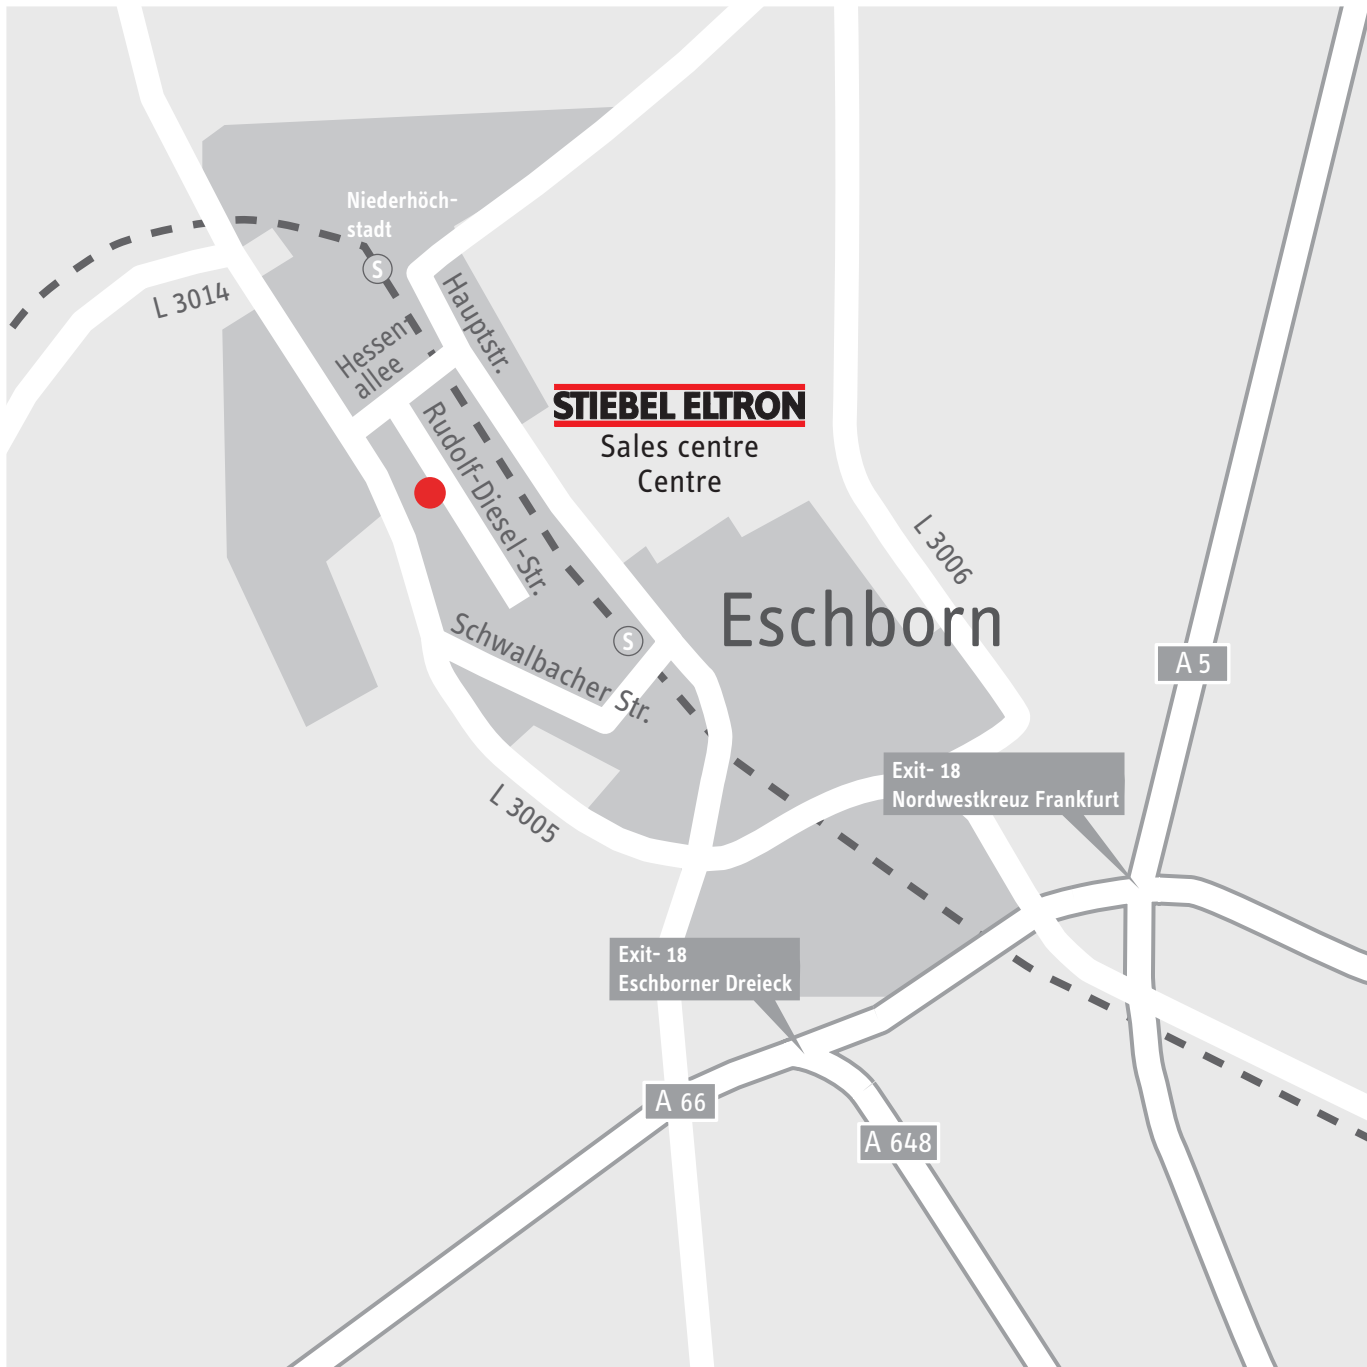 Niederhöch-
stadt
S
L 3014
Hauptstr.
Hessen-
allee
STIEBEL ELTRON
Sales centre
Centre
Rudolf-Diesel-Str.
L 3006
Eschborn
S
Schwalbacher Str.
A 5
Exit- 18
Nordwestkreuz Frankfurt
L 3005
Exit- 18
Eschborner Dreieck
A 66
A 648